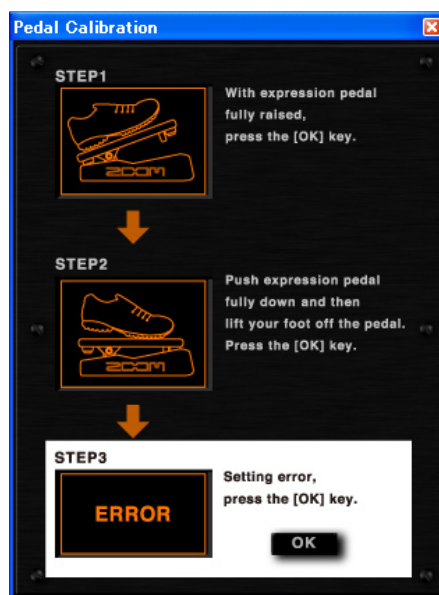 Pedal Calibration
STEP1
With expression pedal
fully raised,
press the [OK] key.
ZOOM
STEP2
Push expression pedal
fully down and then
lift your foot off the pedal.
Press the [OK] key.
ZOOM
STEP3
Setting error,
press the [OK] key.
ERROR
OK